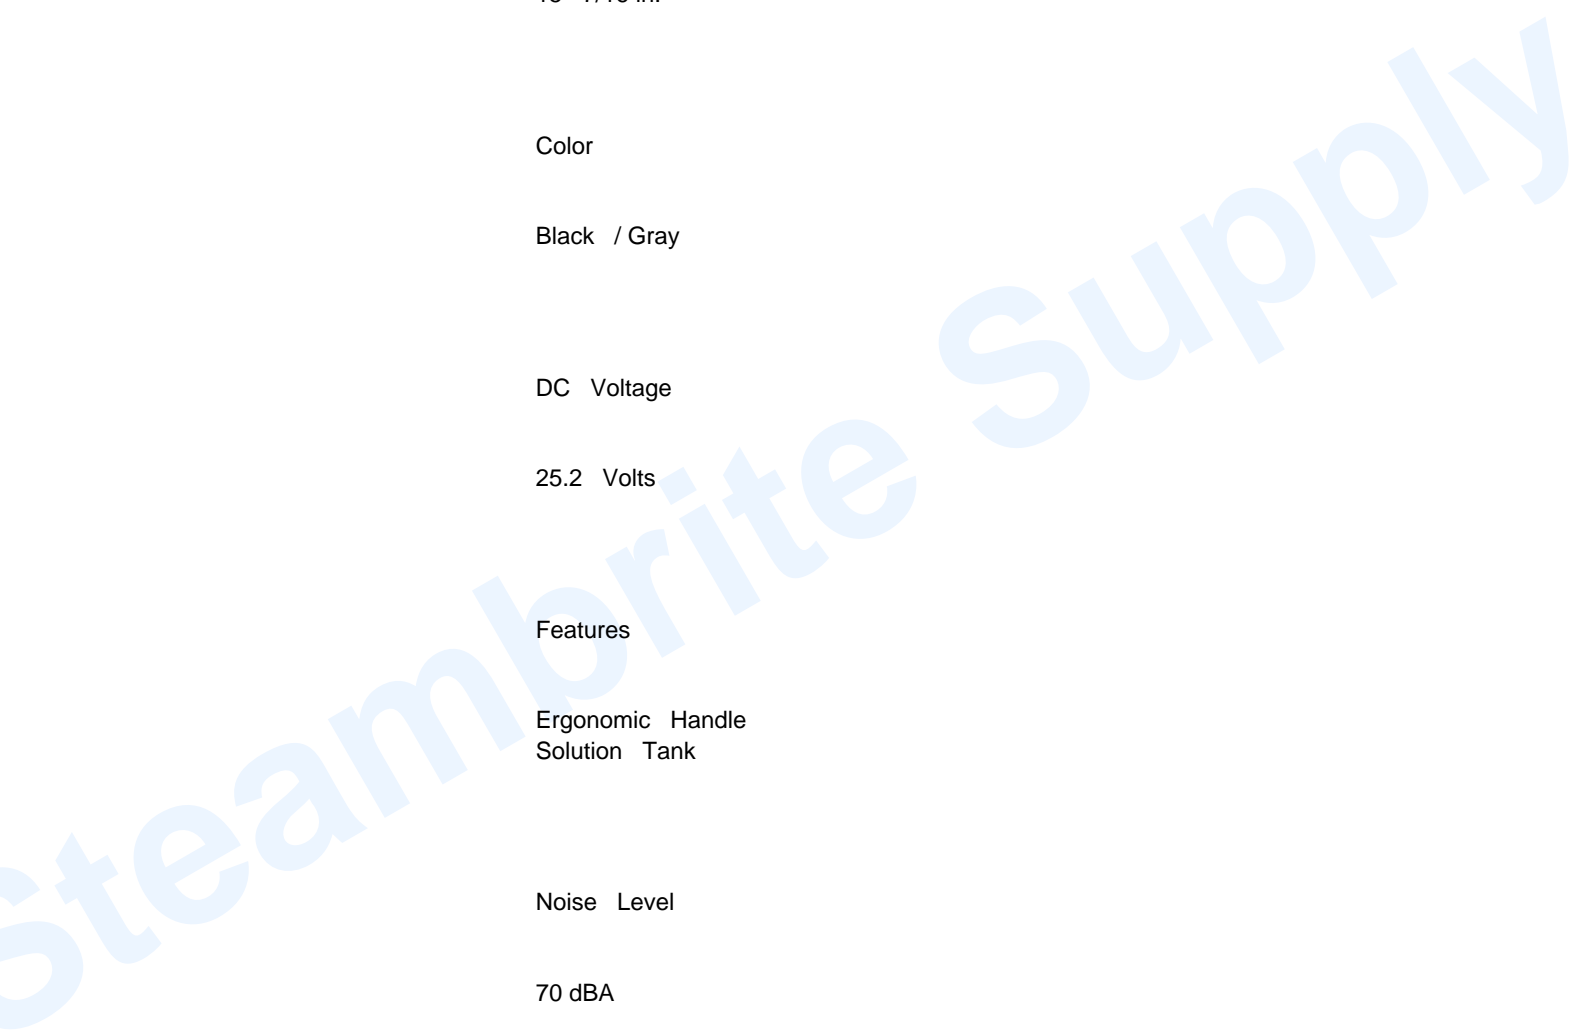 Color
Black / Gray
DC Voltage
25.2 Volts
Features
Ergonomic Handle
Solution Tank
Noise Level
70 dBA
Steambrite Supply